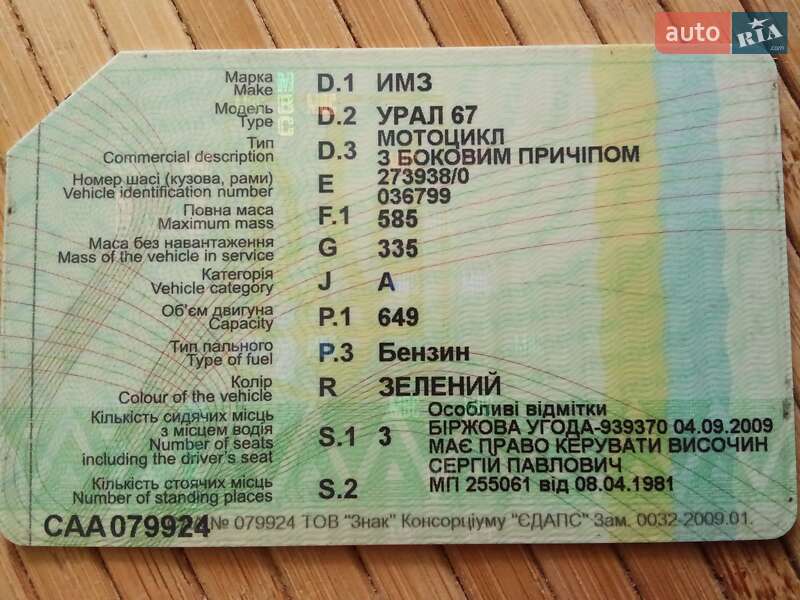 auto RIA .com
Марка D.1 ИМЗ
Make
Модель D.2 УРАЛ 67
Type
Тип D.3 МОТОЦИКЛ
Commercial description З БОКОВИМ ПРИЧІПОМ
Номер шасі (кузова, рами) E 273938/0
Vehicle identification number 036799
Повна маса F.1 585
Maximum mass
Маса без навантаження G 335
Mass of the vehicle in service
Категорія J A
Vehicle category
Об'єм двигуна P.1 649
Capacity
Тип пального P.3 Бензин
Type of fuel
Колір R ЗЕЛЕНИЙ
Colour of the vehicle
Кількість сидячих місць S.1 3 Особливі відмітки
з місцем водія БІРЖОВА УГОДА-939370 04.09.2009
Number of seats МАЄ ПРАВО КЕРУВАТИ ВИСОЧИН
including the driver's seat СЕРГІЙ ПАВЛОВИЧ
Кількість стоячих місць S.2 МП 255061 від 08.04.1981
Number of standing places
САА079924 № 079924 ТОВ "Знак" Консорціуму "ЄДАПС" Зам. 0032-2009.01.